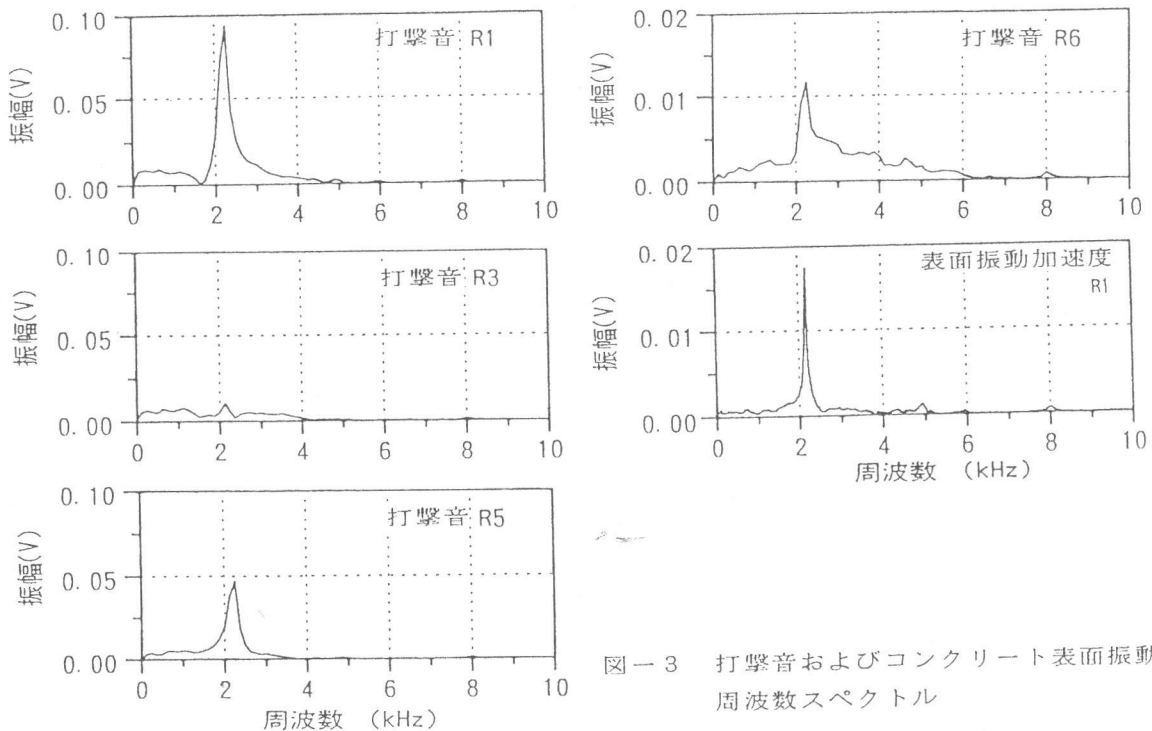 0.10
打撃音 R1
振幅(V)
0.05
0.00
0 2 4 6 8 10
0.10
打撃音 R3
振幅(V)
0.05
0.00
0 2 4 6 8 10
0.10
打撃音 R5
振幅(V)
0.05
0.00
0 2 4 6 8 10
周波数 (kHz)
0.02
打撃音 R6
振幅(V)
0.01
0.00
0 2 4 6 8 10
0.02
表面振動加速度
R1
振幅(V)
0.01
0.00
0 2 4 6 8 10
周波数 (kHz)
図－3 打撃音およびコンクリート表面振動
周波数スペクトル